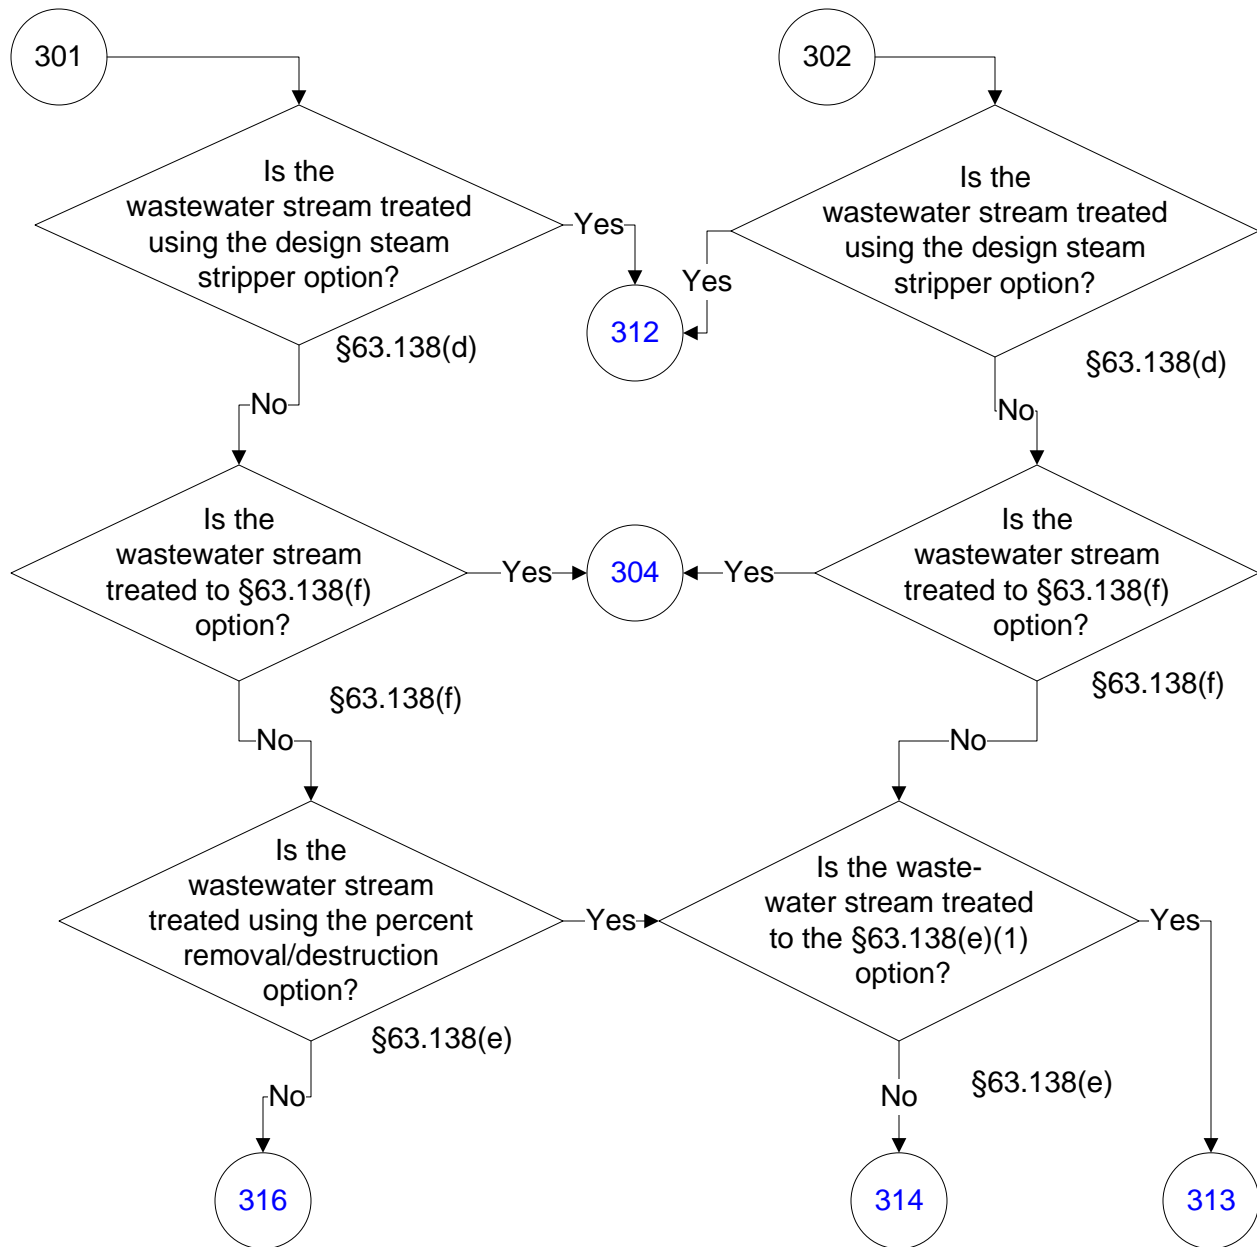 301
302
Is the
wastewater stream treated
using the design steam
stripper option?
Yes
§63.138(d)
312
Is the
wastewater stream treated
using the design steam
stripper option?
Yes
§63.138(d)
No
No
Is the
wastewater stream
treated to §63.138(f)
option?
Yes
304
Yes
Is the
wastewater stream
treated to §63.138(f)
option?
§63.138(f)
§63.138(f)
No
No
Is the
wastewater stream
treated using the percent
removal/destruction
option?
Yes
§63.138(e)
Is the waste-
water stream treated
to the §63.138(e)(1)
option?
Yes
§63.138(e)
No
No
316
314
313